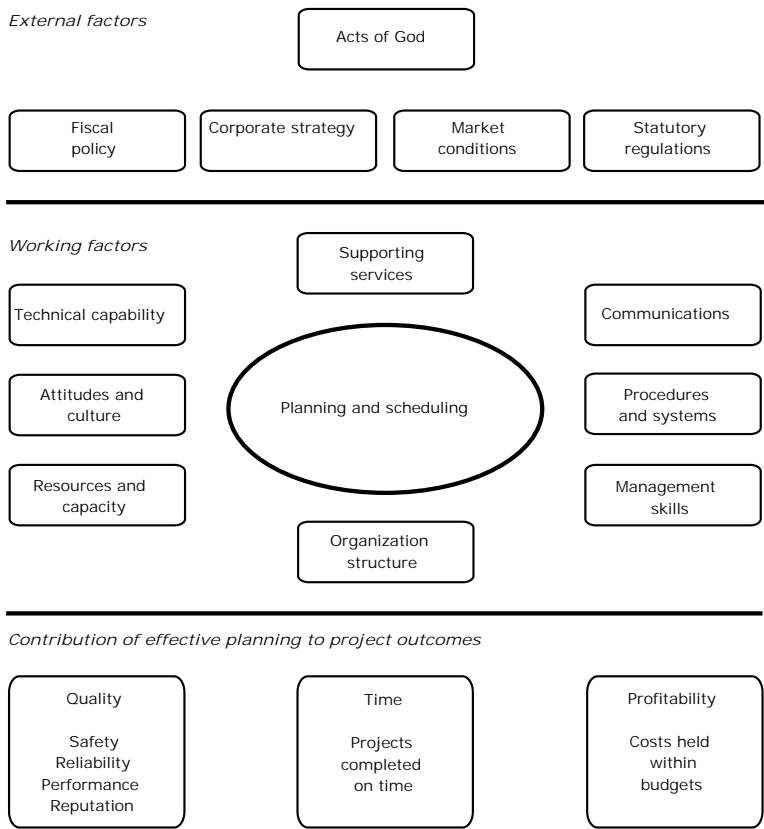 External factors
Acts of God
Fiscal
policy
Corporate strategy
Market
conditions
Statutory
regulations
Working factors
Supporting
services
Technical capability
Communications
Attitudes and
culture
Planning and scheduling
Procedures
and systems
Resources and
capacity
Management
skills
Organization
structure
Contribution of effective planning to project outcomes
Quality
Safety
Reliability
Performance
Reputation
Time
Projects
completed
on time
Profitability
Costs held
within
budgets